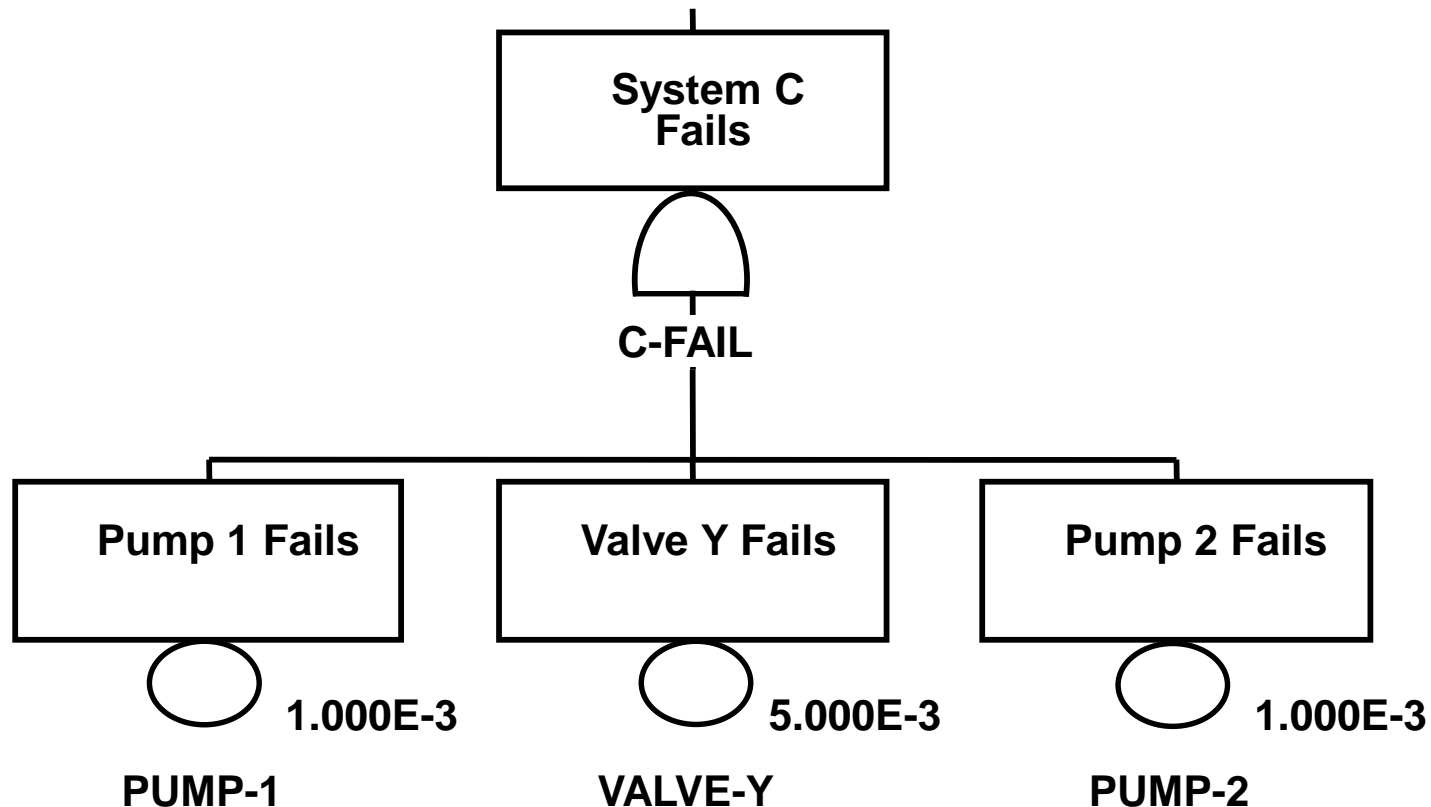 System C
Fails
C-FAIL
Pump 1 Fails
Valve Y Fails
Pump 2 Fails
1.000E-3
5.000E-3
1.000E-3
PUMP-1
VALVE-Y
PUMP-2